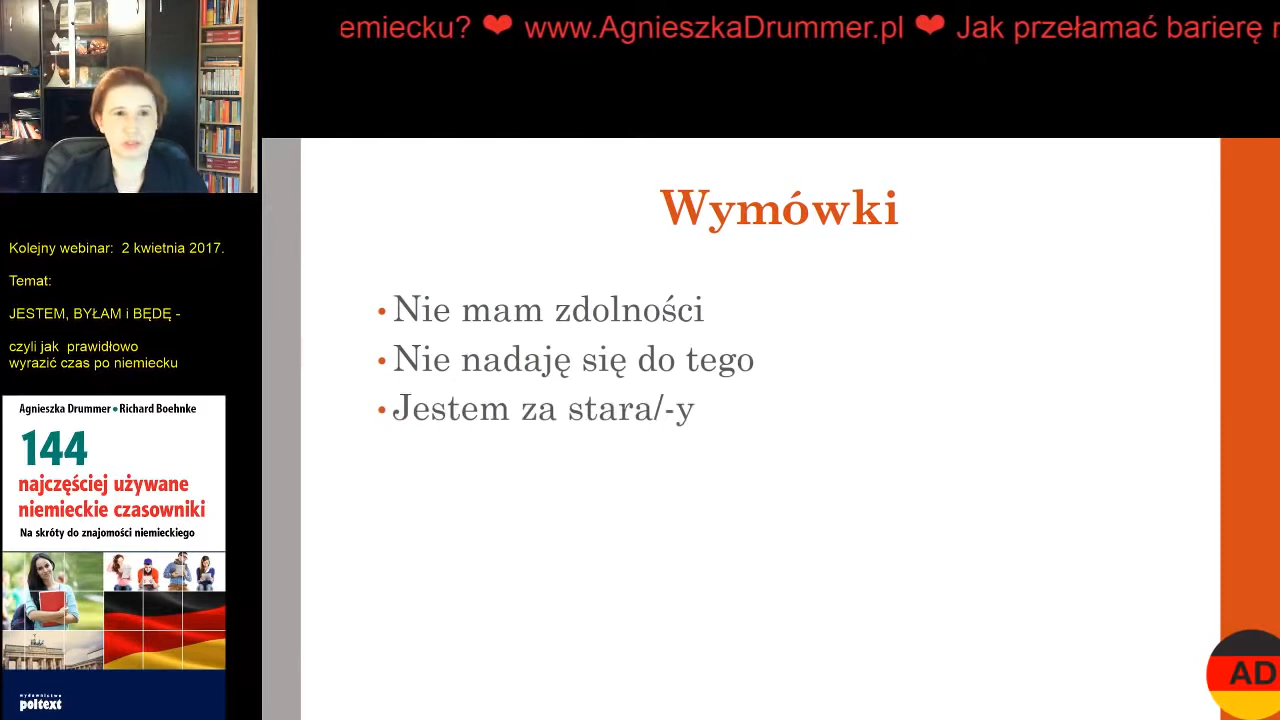 emiecku? ❤ www.AgnieszkaDrummer.pl ❤ Jak przełamać barierę
Kolejny webinar: 2 kwietnia 2017.
Temat:
JESTEM, BYŁAM i BĘDĘ -
czyli jak prawidłowo
wyrazić czas po niemiecku
Agnieszka Drummer • Richard Boehnke
144
najczęściej używane
niemieckie czasowniki
Na skróty do znajomości niemieckiego
wydawnictwo
poltext
Wymówki
• Nie mam zdolności
• Nie nadaję się do tego
• Jestem za stara/-y
AD